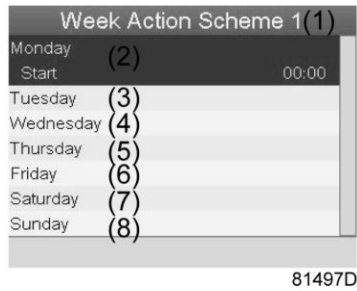 Week Action Scheme 1(1)
Monday (2)
Start 00:00
Tuesday (3)
Wednesday (4)
Thursday (5)
Friday (6)
Saturday (7)
Sunday (8)
81497D